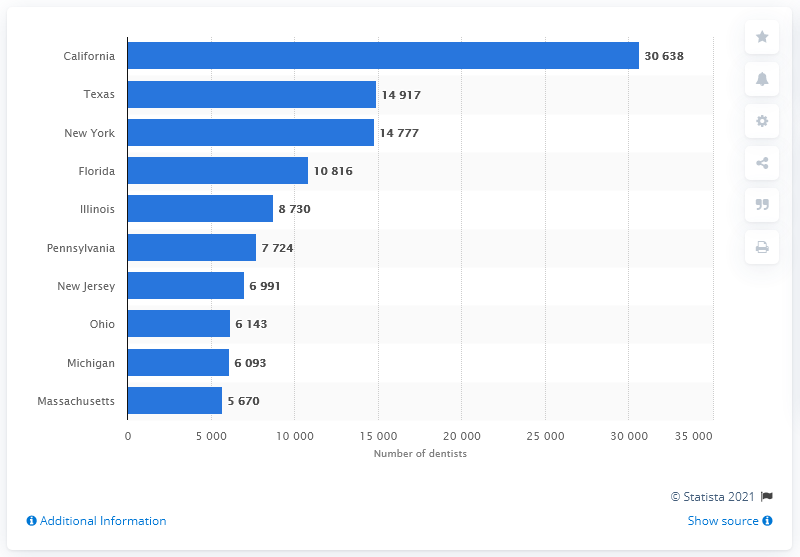 California 30 638
Texas 14 917
New York 14 777
Florida 10 816
Illinois 8 730
Pennsylvania 7 724
New Jersey 6 991
Ohio 6 143
Michigan 6 093
Massachusetts 5 670
0 5 000 10 000 15 000 20 000 25 000 30 000 35 000
Number of dentists
© Statista 2021
Additional Information Show source